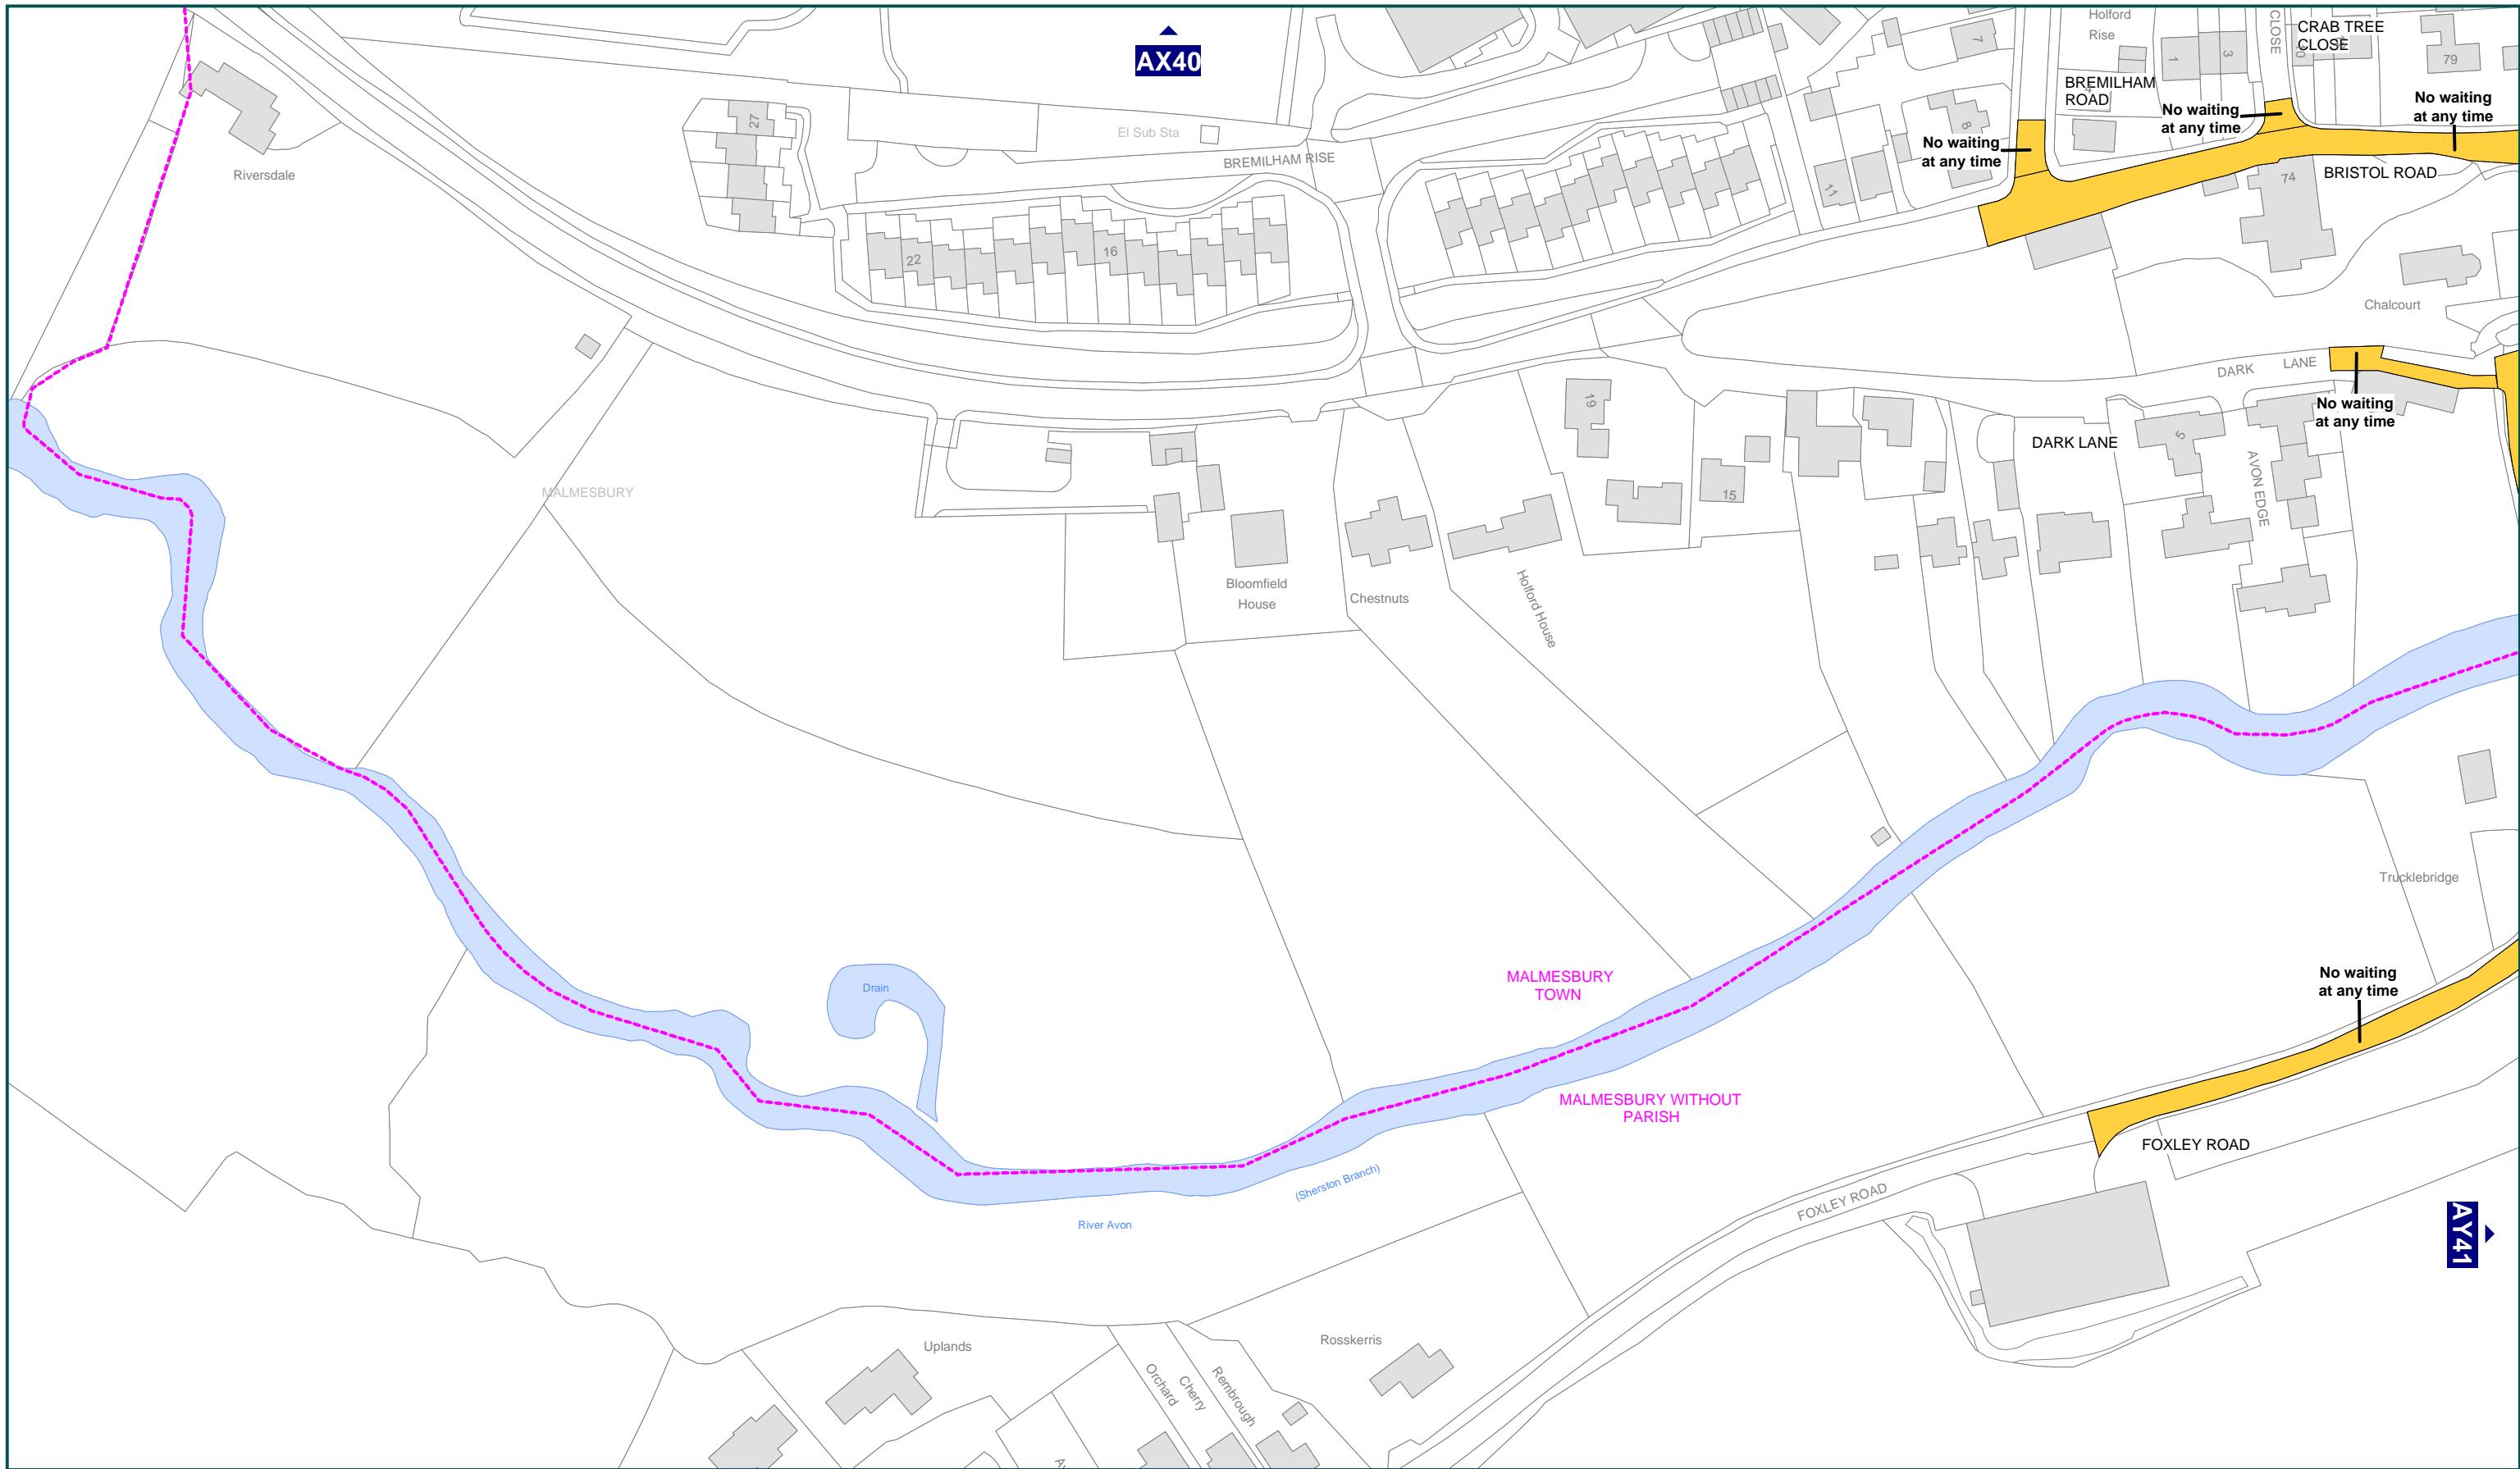 AX40
Holford
Rise
CLOSE
CRAB TREE
CLOSE
7
1
3
79
BREMILHAM
ROAD
4
No waiting
at any time
No waiting
at any time
No waiting
at any time
27
El Sub Sta
BREMILHAM RISE
8
11
BRISTOL ROAD
74
Riversdale
22
16
Chalcourt
DARK LANE
19
No waiting
at any time
DARK LANE
5
AVON EDGE
MALMESBURY
15
Bloomfield
House
Chestnuts
Holford House
Trucklebridge
MALMESBURY
TOWN
No waiting
at any time
Drain
MALMESBURY WITHOUT
PARISH
FOXLEY ROAD
(Sherston Branch)
River Avon
FOXLEY ROAD
AY41
Uplands
Rosskerris
Orchard
Cherry
Rembrough